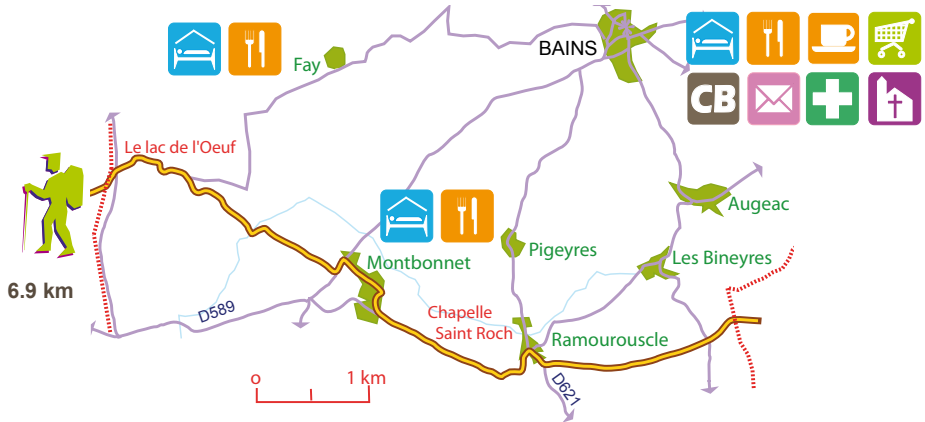 BAINS
Fay
CB
Le lac de l'Oeuf
Augeac
Pigeyres
Les Bineyres
Montbonnet
6.9 km
D589
Chapelle
Saint Roch
Ramourouscle
o 1 km
D621